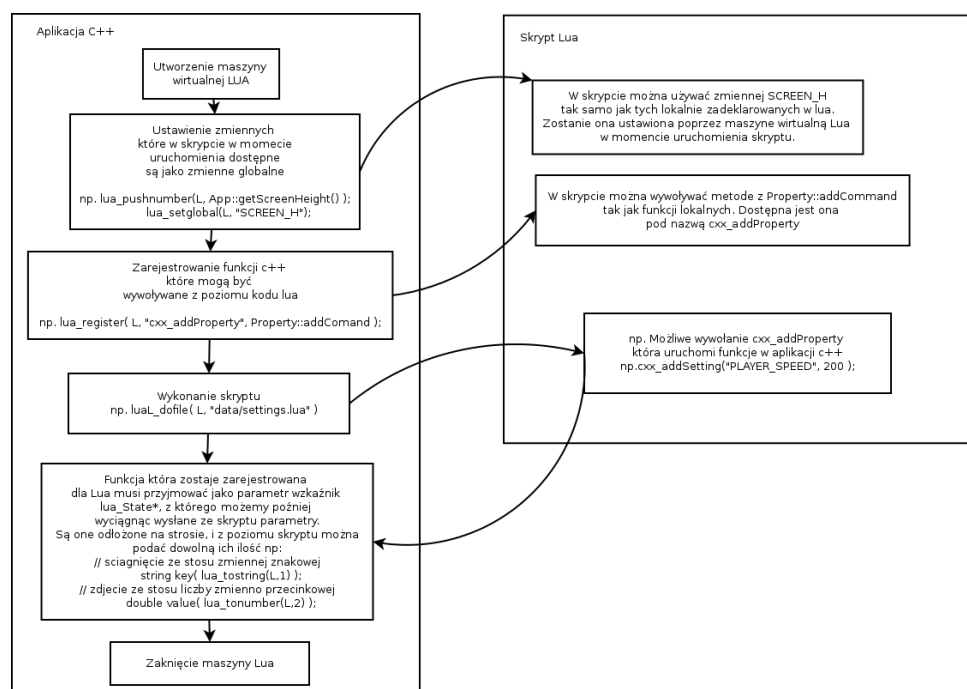 Aplikacja C++
Utworzenie maszyny
wirtualnej LUA
Ustawienie zmiennych
które w skrypcie w momecie
uruchomienia dostępne
są jako zmienne globalne
np. lua_pushnumber(L, App::getScreenHeight() );
lua_setglobal(L, "SCREEN_H");
Zarejestrowanie funkcji c++
które mogą być
wywoływane z poziomu kodu lua
np. lua_register( L, "cxx_addProperty", Property::addComand );
Wykonanie skryptu
np. luaL_dofile( L, "data/settings.lua" )
Funkcja która zostaje zarejestrowana
dla Lua musi przyjmować jako parametr wzkaźnik
lua_State*, z którego możemy poźniej
wyciągnąc wysłane ze skryptu parametry.
Są one odłożone na strosie, i z poziomu skryptu można
podać dowolną ich ilość np:
// sciagnięcie ze stosu zmiennej znakowej
string key( lua_tostring(L,1) );
// zdjecie ze stosu liczby zmienno przecinkowej
double value( lua_tonumber(L,2) );
Zaknięcie maszyny Lua
Skrypt Lua
W skrypcie można używać zmiennej SCREEN_H
tak samo jak tych lokalnie zadeklarowanych w lua.
Zostanie ona ustawiona poprzez maszyne wirtualną Lua
w momencie uruchomienia skryptu.
W skrypcie można wywoływać metode z Property::addCommand
tak jak funkcji lokalnych. Dostępna jest ona
pod nazwą cxx_addProperty
np. Możliwe wywołanie cxx_addProperty
która uruchomi funkcje w aplikacji c++
np.cxx_addSetting("PLAYER_SPEED", 200 );